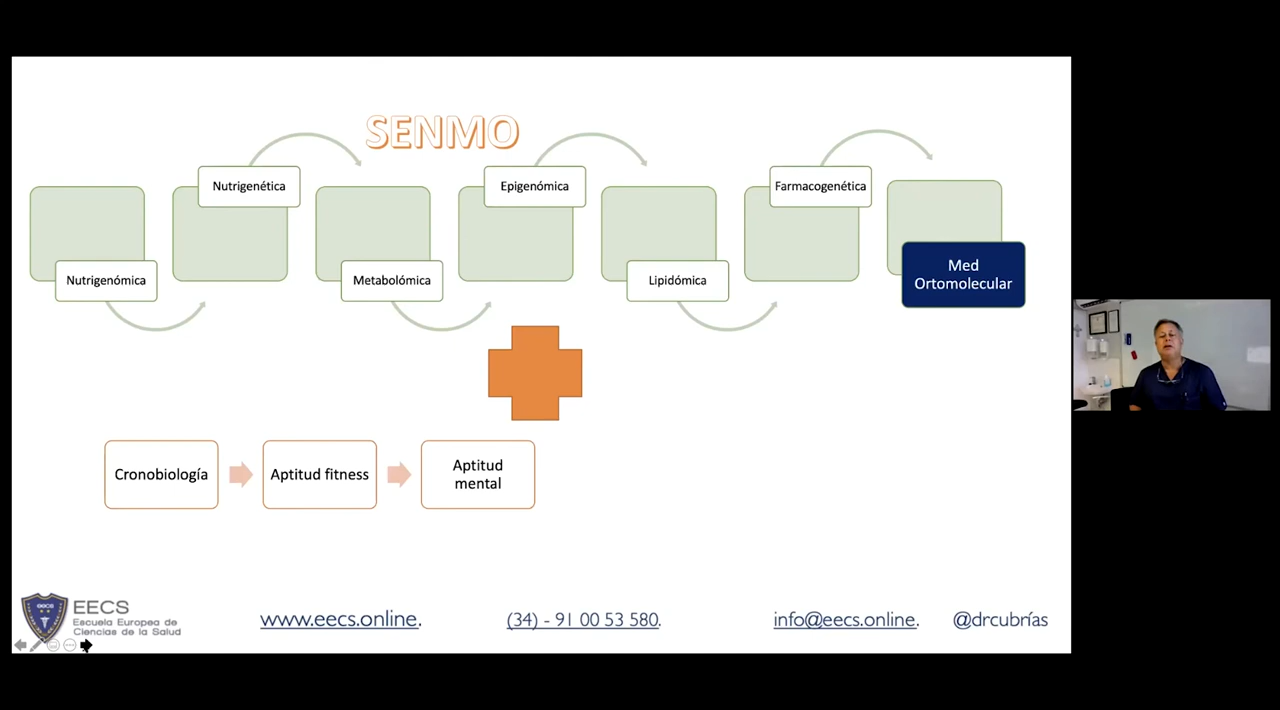 SENMO
Nutrigenómica
Nutrigenética
Metabolómica
Epigenómica
Lipidómica
Farmacogenética
Med
Ortomolecular
Cronobiología
Aptitud fitness
Aptitud
mental
EECS
Escuela Europea de
Ciencias de la Salud
www.eecs.online.
(34) - 91 00 53 580.
info@eecs.online.
@drcubrías